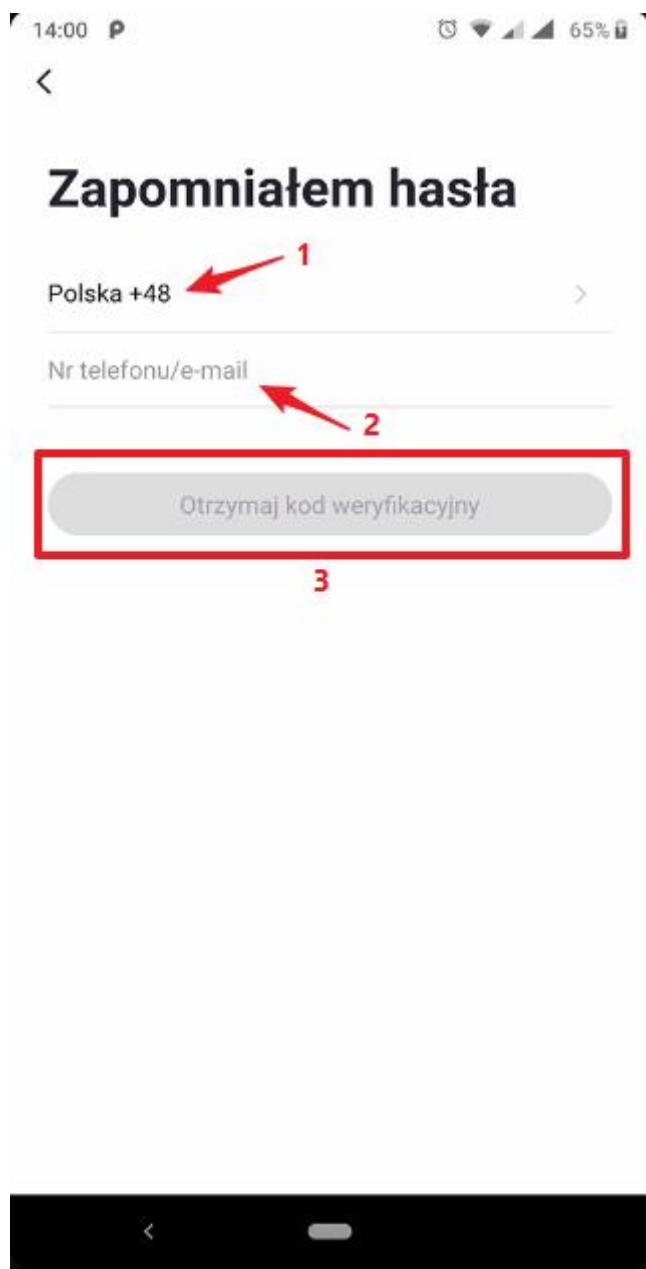 14:00 P 65%
Zapomniałem hasła
1
Polska +48
Nr telefonu/e-mail
2
Otrzymaj kod weryfikacyjny
3